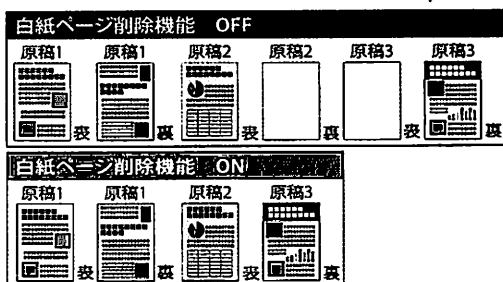 白紙ページ削除機能 OFF
原稿1 原稿1 原稿2 原稿2 原稿3 原稿3
表 裏 表 裏 表 裏
白紙ページ削除機能 ON
原稿1 原稿1 原稿2 原稿3
表 裏 表 裏